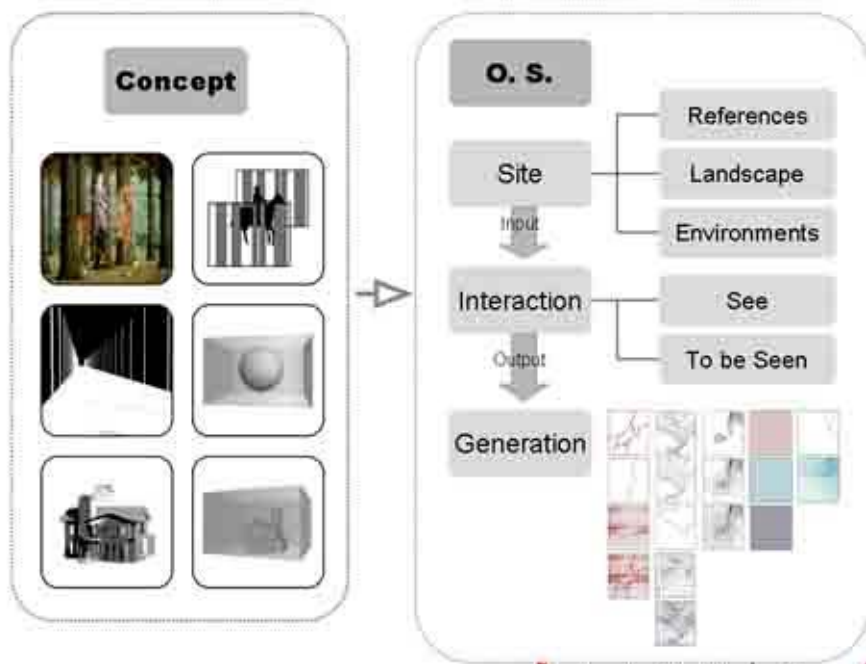 Concept
O. S.
References
Site
Landscape
Input
Environments
Interaction
See
Output
To be Seen
Generation